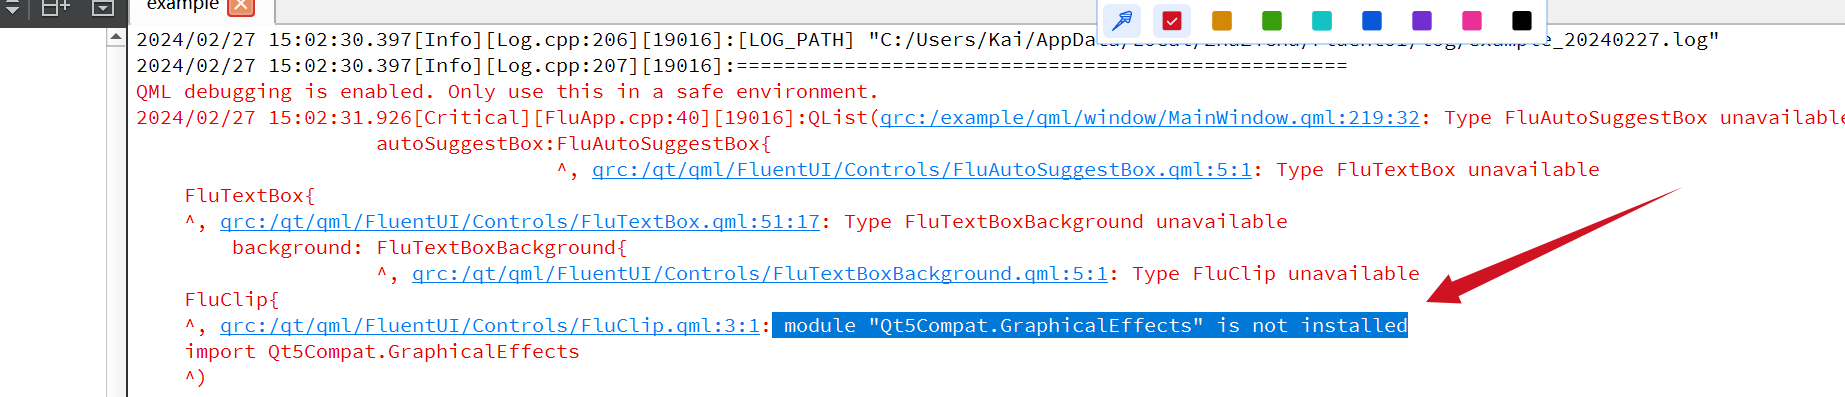 example
2024/02/27 15:02:30.397[Info][Log.cpp:206][19016]:[LOG_PATH] "C:/Users/Kai/AppData/Local/ZhuZiChu/FluentUI/log/example_20240227.log"
2024/02/27 15:02:30.397[Info][Log.cpp:207][19016]:===================================================
QML debugging is enabled. Only use this in a safe environment.
2024/02/27 15:02:31.926[Critical][FluApp.cpp:40][19016]:QList(qrc:/example/qml/window/MainWindow.qml:219:32: Type FluAutoSuggestBox unavailable
autoSuggestBox:FluAutoSuggestBox{
^, qrc:/qt/qml/FluentUI/Controls/FluAutoSuggestBox.qml:5:1: Type FluTextBox unavailable
FluTextBox{
^, qrc:/qt/qml/FluentUI/Controls/FluTextBox.qml:51:17: Type FluTextBoxBackground unavailable
background: FluTextBoxBackground{
^, qrc:/qt/qml/FluentUI/Controls/FluTextBoxBackground.qml:5:1: Type FluClip unavailable
FluClip{
^, qrc:/qt/qml/FluentUI/Controls/FluClip.qml:3:1: module "Qt5Compat.GraphicalEffects" is not installed
import Qt5Compat.GraphicalEffects
^)